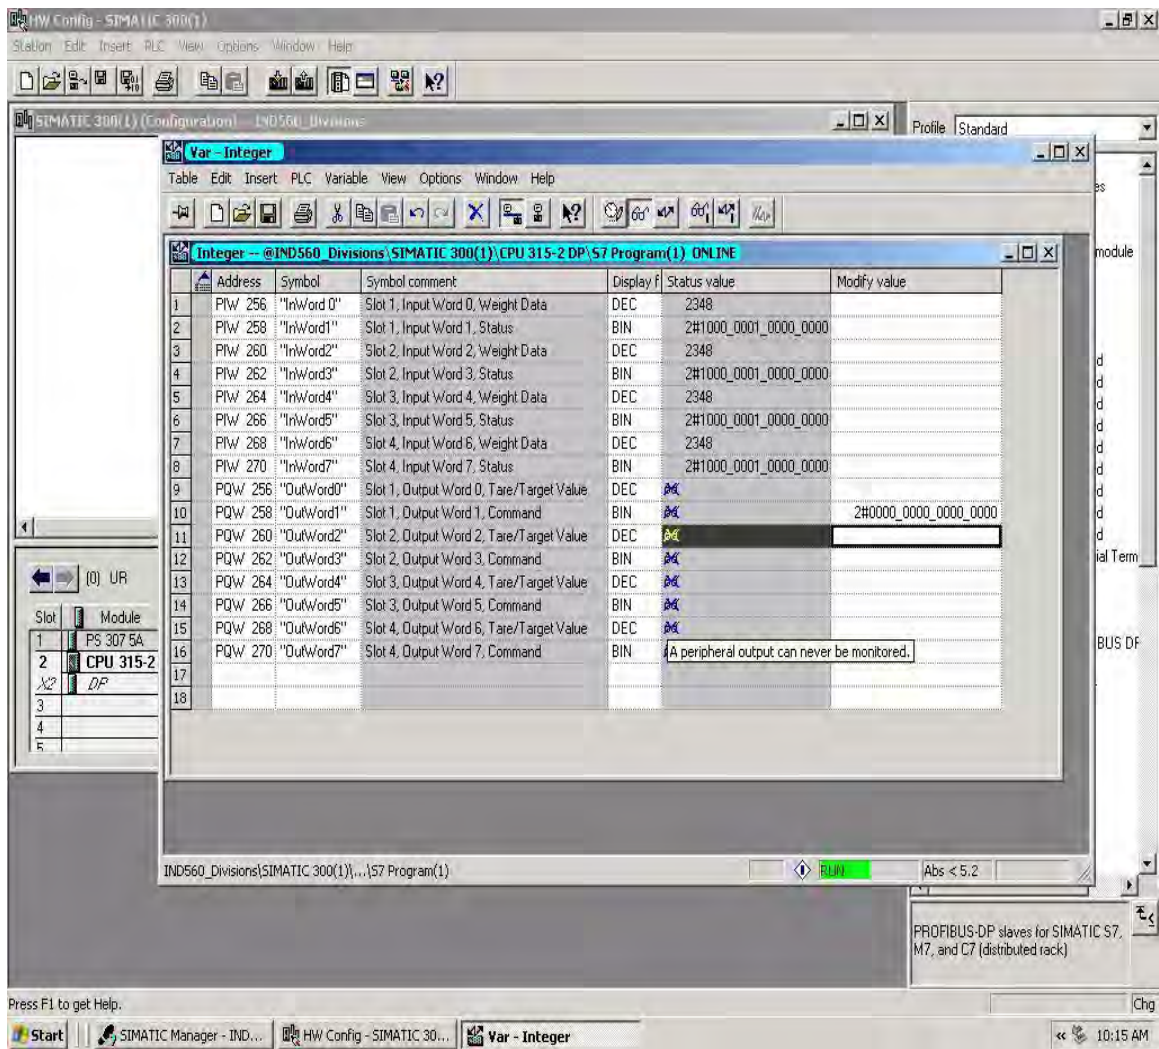 HW Config - SIMATIC 300(1)
Station Edit Insert PLC View Options Window Help
SIMATIC 300(1) (Configuration) -- IND560_Divisions
Profile Standard
Var - Integer
Table Edit Insert PLC Variable View Options Window Help
Integer -- @IND560_Divisions\SIMATIC 300(1)\CPU 315-2 DP\S7 Program(1) ONLINE
Address Symbol Symbol comment Display f Status value Modify value
1 PIW 256 "InWord 0" Slot 1, Input Word 0, Weight Data DEC 2348
2 PIW 258 "InWord1" Slot 1, Input Word 1, Status BIN 2#1000_0001_0000_0000
3 PIW 260 "InWord2" Slot 2, Input Word 2, Weight Data DEC 2348
4 PIW 262 "InWord3" Slot 2, Input Word 3, Status BIN 2#1000_0001_0000_0000
5 PIW 264 "InWord4" Slot 3, Input Word 4, Weight Data DEC 2348
6 PIW 266 "InWord5" Slot 3, Input Word 5, Status BIN 2#1000_0001_0000_0000
7 PIW 268 "InWord6" Slot 4, Input Word 6, Weight Data DEC 2348
8 PIW 270 "InWord7" Slot 4, Input Word 7, Status BIN 2#1000_0001_0000_0000
9 PQW 256 "OutWord0" Slot 1, Output Word 0, Tare/Target Value DEC
10 PQW 258 "OutWord1" Slot 1, Output Word 1, Command BIN 2#0000_0000_0000_0000
11 PQW 260 "OutWord2" Slot 2, Output Word 2, Tare/Target Value DEC
12 PQW 262 "OutWord3" Slot 2, Output Word 3, Command BIN
13 PQW 264 "OutWord4" Slot 3, Output Word 4, Tare/Target Value DEC
14 PQW 266 "OutWord5" Slot 3, Output Word 5, Command BIN
15 PQW 268 "OutWord6" Slot 4, Output Word 6, Tare/Target Value DEC
16 PQW 270 "OutWord7" Slot 4, Output Word 7, Command BIN
A peripheral output can never be monitored.
17
18
es
module
d
d
d
d
d
d
d
d
d
ial Term
BUS DP
(0) UR
Slot Module
1 PS 307 5A
2 CPU 315-2
X2 DP
3
4
5
IND560_Divisions\SIMATIC 300(1)\...\S7 Program(1) RUN Abs < 5.2
PROFIBUS-DP slaves for SIMATIC S7,
M7, and C7 (distributed rack)
Press F1 to get Help. Chg
Start SIMATIC Manager - IND... HW Config - SIMATIC 30... Var - Integer 10:15 AM